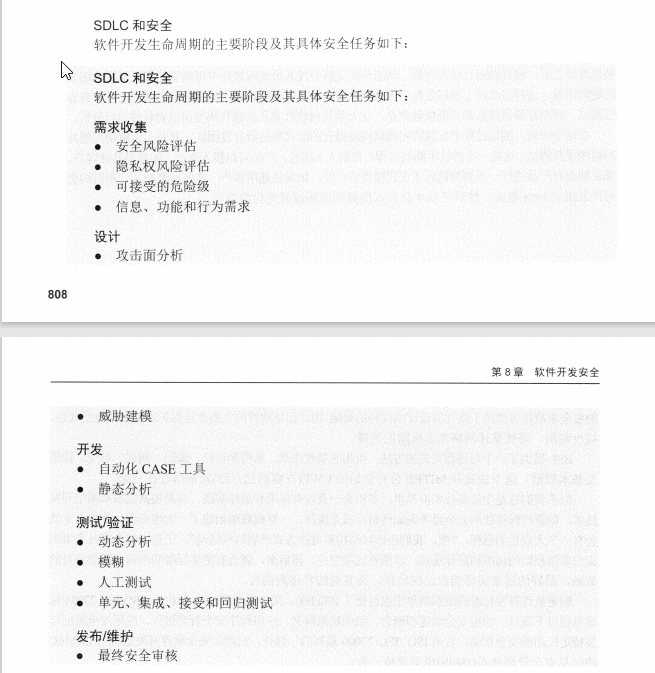 SDLC 和安全
软件开发生命周期的主要阶段及其具体安全任务如下：
SDLC 和安全
软件开发生命周期的主要阶段及其具体安全任务如下：
需求收集
● 安全风险评估
● 隐私权风险评估
● 可接受的危险级
● 信息、功能和行为需求
设计
● 攻击面分析
808
第 8 章 软件开发安全
● 威胁建模
开发
● 自动化 CASE 工具
● 静态分析
测试/验证
● 动态分析
● 模糊
● 人工测试
● 单元、集成、接受和回归测试
发布/维护
● 最终安全审核